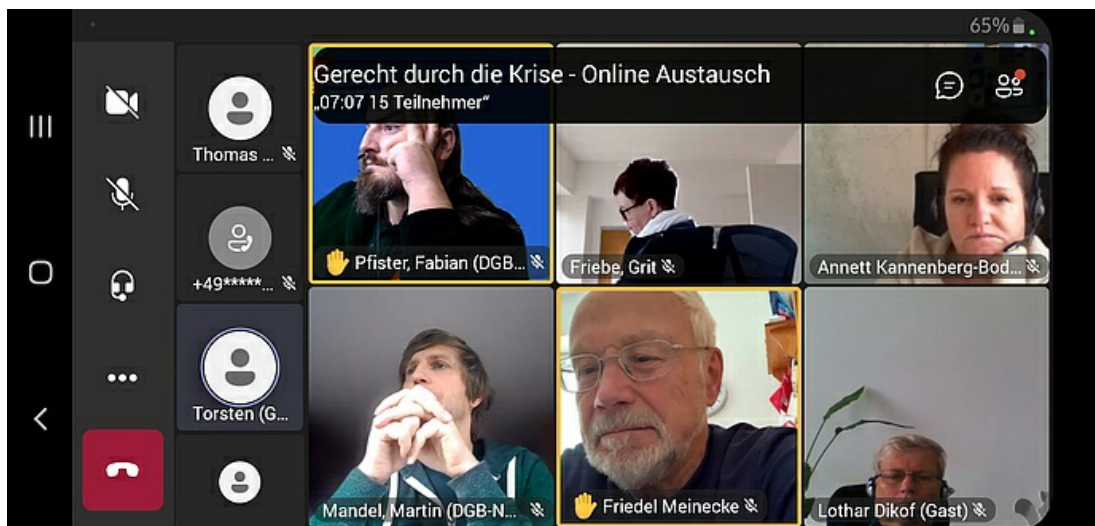 65%
Gerecht durch die Krise - Online Austausch
„07:07 15 Teilnehmer“
Thomas ...
+49***** ...
Torsten (G...
Pfister, Fabian (DGB...
Friebe, Grit
Annett Kannenberg-Bod...
Mandel, Martin (DGB-N...
Friedel Meinecke
Lothar Dikof (Gast)